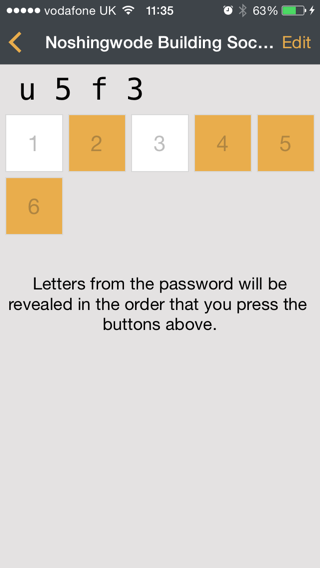 vodafone UK 11:35 63%
Noshingwode Building Soc... Edit
u 5 f 3
1 2 3 4 5
6
Letters from the password will be
revealed in the order that you press the
buttons above.